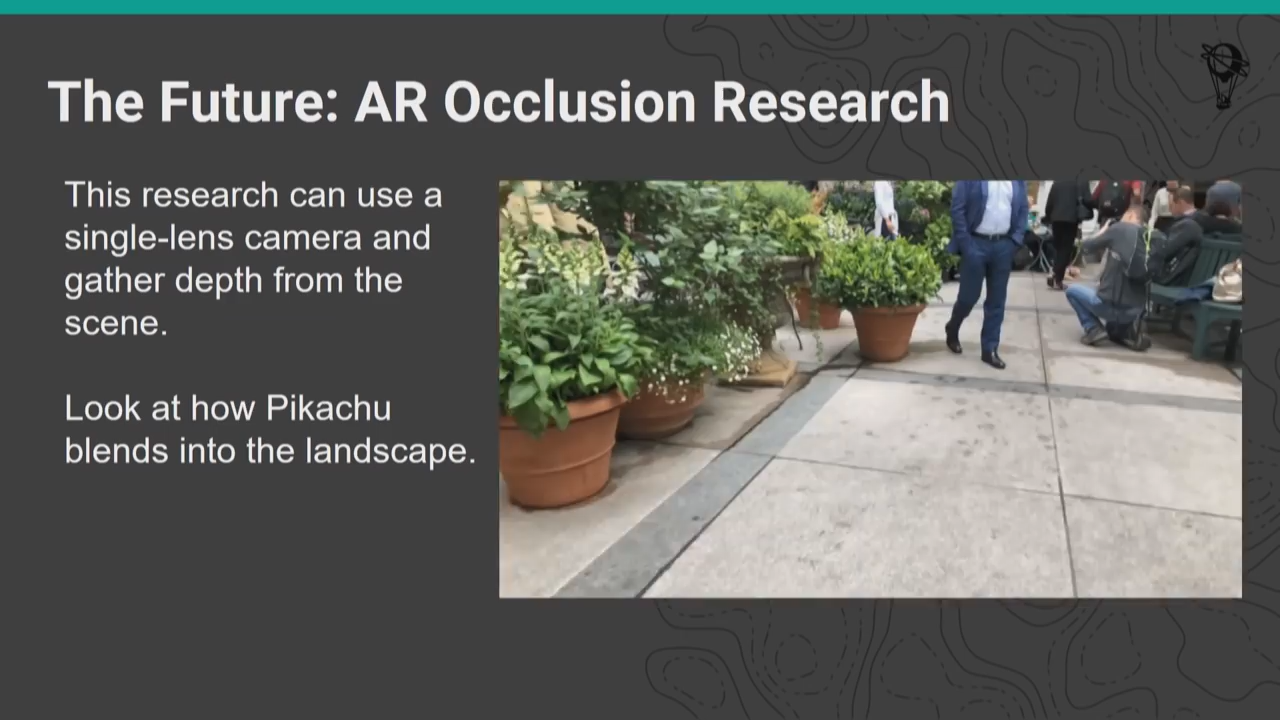 The Future: AR Occlusion Research
This research can use a
single-lens camera and
gather depth from the
scene.
Look at how Pikachu
blends into the landscape.